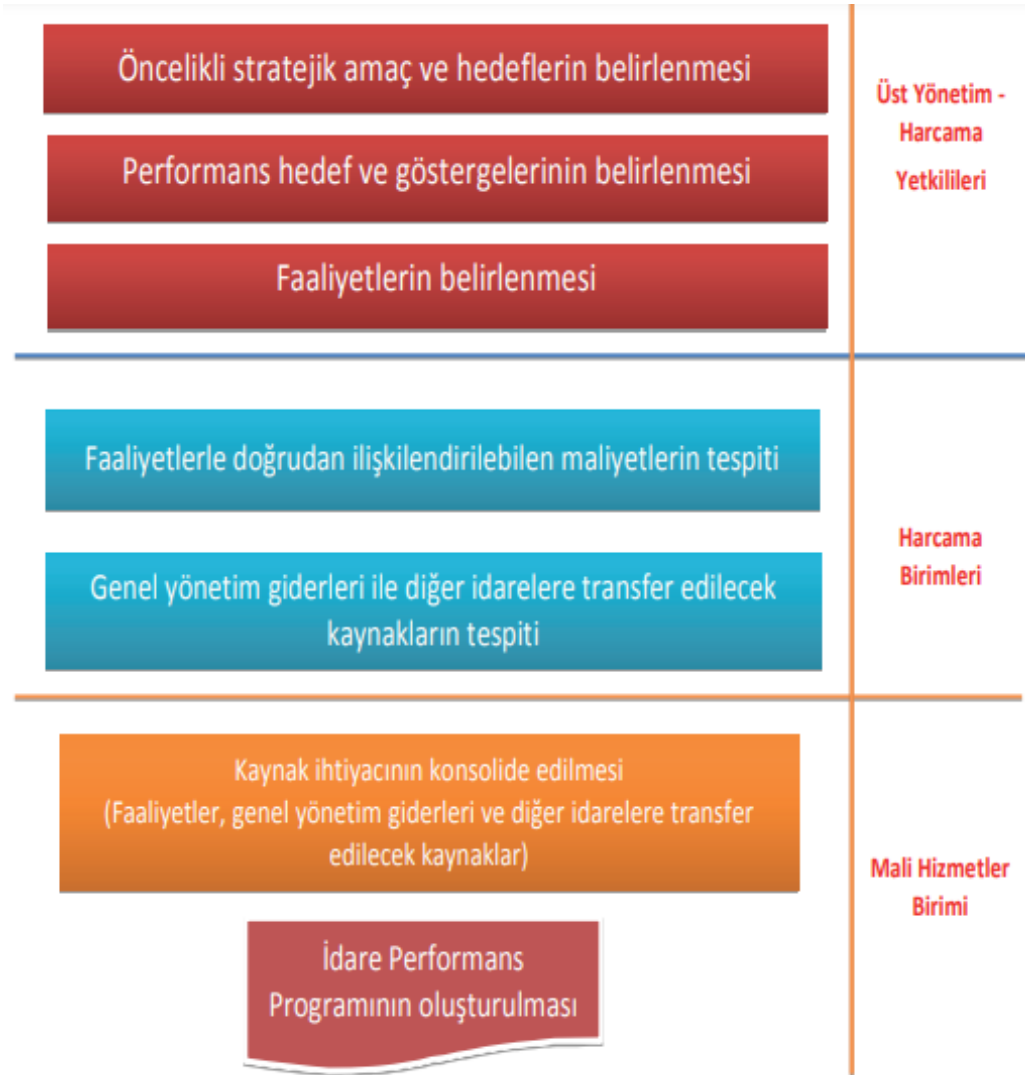 Öncelikli stratejik amaç ve hedeflerin belirlenmesi
Performans hedef ve göstergelerinin belirlenmesi
Faaliyetlerin belirlenmesi
Üst Yönetim -
Harcama
Yetkilileri
Faaliyetlerle doğrudan ilişkilendirilebilen maliyetlerin tespiti
Genel yönetim giderleri ile diğer idarelere transfer edilecek
kaynakların tespiti
Harcama
Birimleri
Kaynak ihtiyacının konsolide edilmesi
(Faaliyetler, genel yönetim giderleri ve diğer idarelere transfer
edilecek kaynaklar)
İdare Performans
Programının oluşturulması
Mali Hizmetler
Birimi